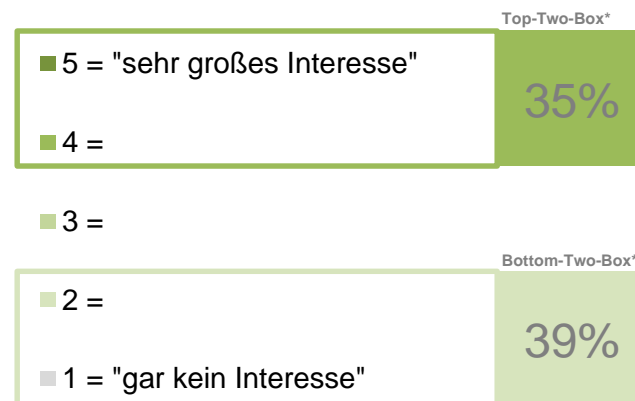 Top-Two-Box*
5 = "sehr großes Interesse"
35%
4 =
3 =
Bottom-Two-Box*
2 =
39%
1 = "gar kein Interesse"